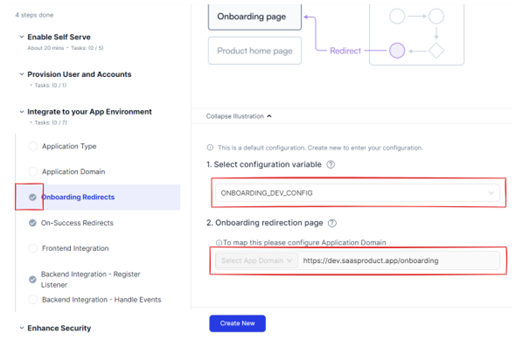 4 steps done
Enable Self Serve
About 20 mins • Tasks: (0 / 5)
Provision User and Accounts
• Tasks: (0 / 1)
Integrate to your App Environment
• Tasks: (0 / 7)
Application Type
Application Domain
Onboarding Redirects
On-Success Redirects
Frontend Integration
Backend Integration - Register
Listener
Backend Integration - Handle Events
Enhance Security
Onboarding page
Product home page
Redirect
Collapse Illustration
This is a default configuration. Create new to enter your configuration.
1. Select configuration variable
ONBOARDING_DEV_CONFIG
2. Onboarding redirection page
To map this please configure Application Domain
Select App Domain
https://dev.saasproduct.app/onboarding
Create New